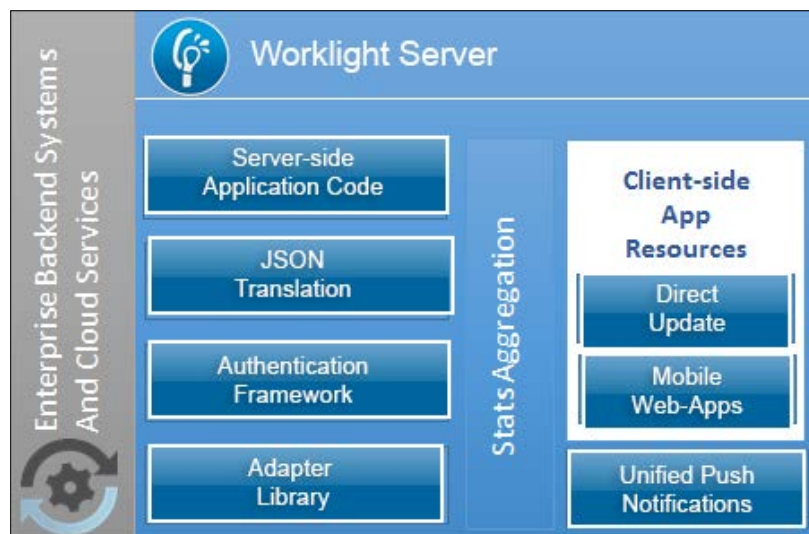 Enterprise Backend Systems
And Cloud Services
Worklight Server
Server-side
Application Code
JSON
Translation
Authentication
Framework
Adapter
Library
Stats Aggregation
Client-side
App
Resources
Direct
Update
Mobile
Web-Apps
Unified Push
Notifications